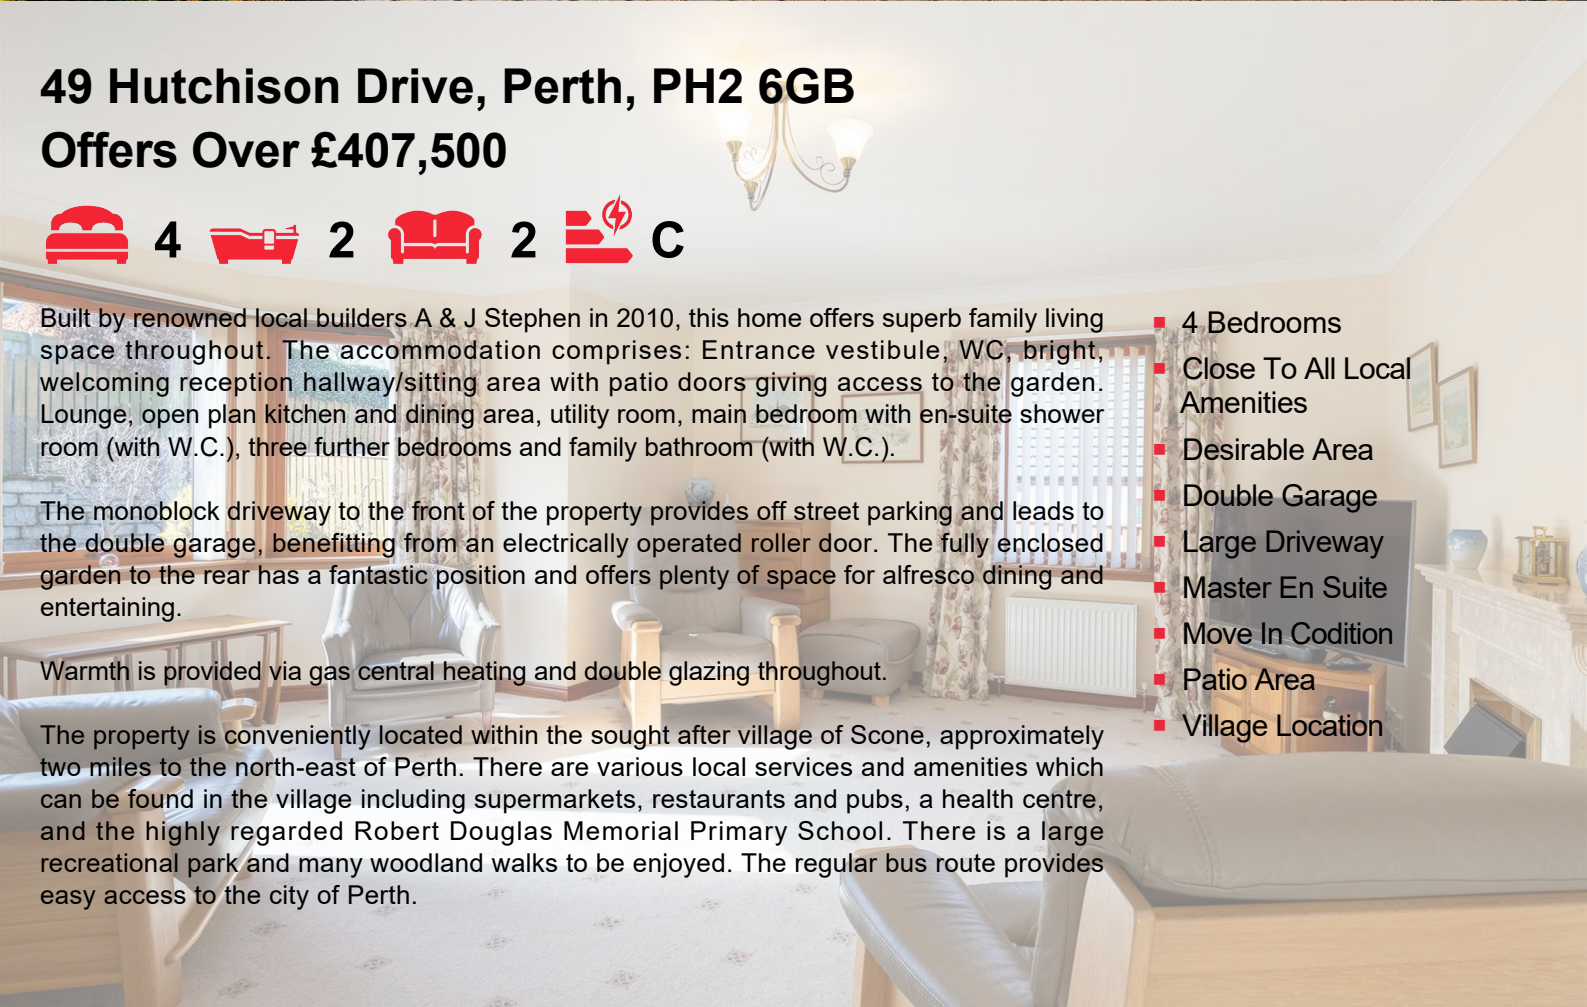 49 Hutchison Drive, Perth, PH2 6GB
Offers Over £407,500
4 2 2 C
Built by renowned local builders A & J Stephen in 2010, this home offers superb family living
space throughout. The accommodation comprises: Entrance vestibule, WC, bright,
welcoming reception hallway/sitting area with patio doors giving access to the garden.
Lounge, open plan kitchen and dining area, utility room, main bedroom with en-suite shower
room (with W.C.), three further bedrooms and family bathroom (with W.C.).
The monoblock driveway to the front of the property provides off street parking and leads to
the double garage, benefitting from an electrically operated roller door. The fully enclosed
garden to the rear has a fantastic position and offers plenty of space for alfresco dining and
entertaining.
Warmth is provided via gas central heating and double glazing throughout.
The property is conveniently located within the sought after village of Scone, approximately
two miles to the north-east of Perth. There are various local services and amenities which
can be found in the village including supermarkets, restaurants and pubs, a health centre,
and the highly regarded Robert Douglas Memorial Primary School. There is a large
recreational park and many woodland walks to be enjoyed. The regular bus route provides
easy access to the city of Perth.
4 Bedrooms
Close To All Local
Amenities
Desirable Area
Double Garage
Large Driveway
Master En Suite
Move In Codition
Patio Area
Village Location